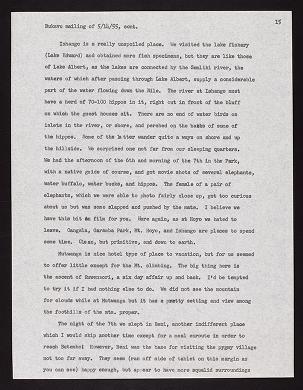 15
Bukavu mailing of 5/14/55, cont.
Ishango is a really unspoiled place. We visited the lake fishery
(Lake Edward) and obtained more fish specimens, but they are like those
of Lake Albert, as the lakes are connected by the Semliki river, the
waters of which after passing through Lake Albert, supply a considerable
part of the water flowing down the Nile. The river at Ishango must
have a herd of 70-100 hippos in it, right out in front of the bluff
on which the guest houses sit. There are no end of water birds on
islets in the river, or shore, and perched on the backs of some of
the hippos. Some of the latter wander quite a ways on shore and up
the hillside. We surprised one not far from our sleeping quarters.
We had the afternoon of the 6th and morning of the 7th in the Park,
with a native guide of course, and got movie shots of several elephants,
water buffalo, water bucks, and hippos. The female of a pair of
elephants, which we were able to photo fairly close up, got too curious
about us but was soon slapped and pushed by the mate. I believe we
have this bit on film for you. Here again, as at Hoyo we hated to
leave. Gangala, Garamba Park, Mt. Hoyo, and Ishango are places to spend
some time. Clean, but primitive, and down to earth.
Mutwanga is nice hotel type of place to vacation, but for us seemed
to offer little except for the Mt. climbing. The big thing here is
the ascent of Ruwenzori, a six day affair up and back. I'd be tempted
to try it if I had nothing else to do. We did not see the mountain
for clouds while at Mutwanga but it has a pretty setting and view among
the foothills of the mts. proper.
The night of the 7th we slept in Beni, another indifferent place
which I would skip another time except for a meal enroute in order to
reach Butembo! However, Beni was the base for visiting the pygmy village
not too far away. They seem (ran off side of tablet on this margin as
you can see) happy enough, but appear to have more squalid surroundings